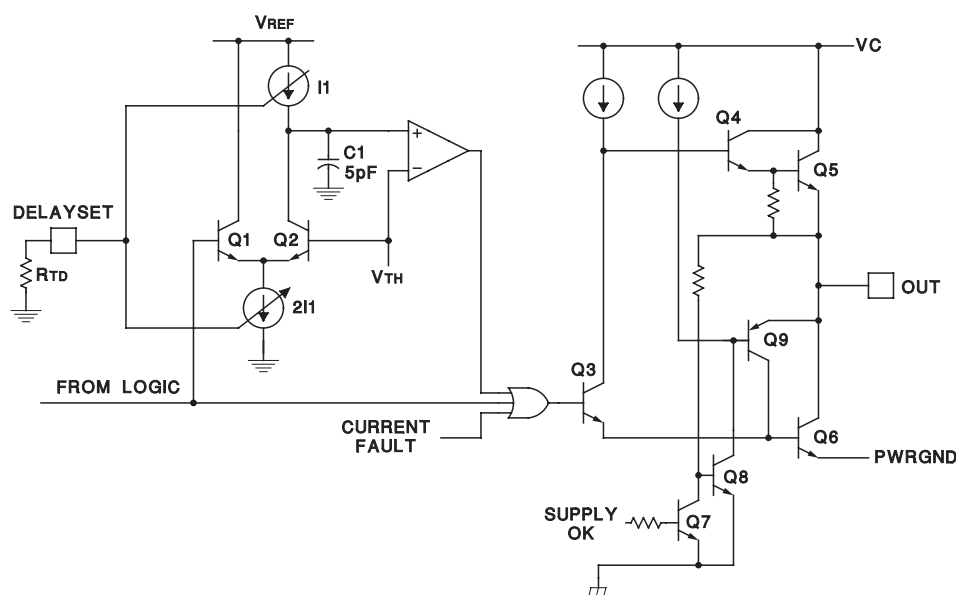 VREF
VC
I1
Q4
+
C1
5pF
−
Q5
DELAYSET
Q1
Q2
RTD
VTH
2I1
OUT
Q9
Q3
FROM LOGIC
CURRENT
FAULT
Q6
PWRGND
Q8
SUPPLY
OK
Q7